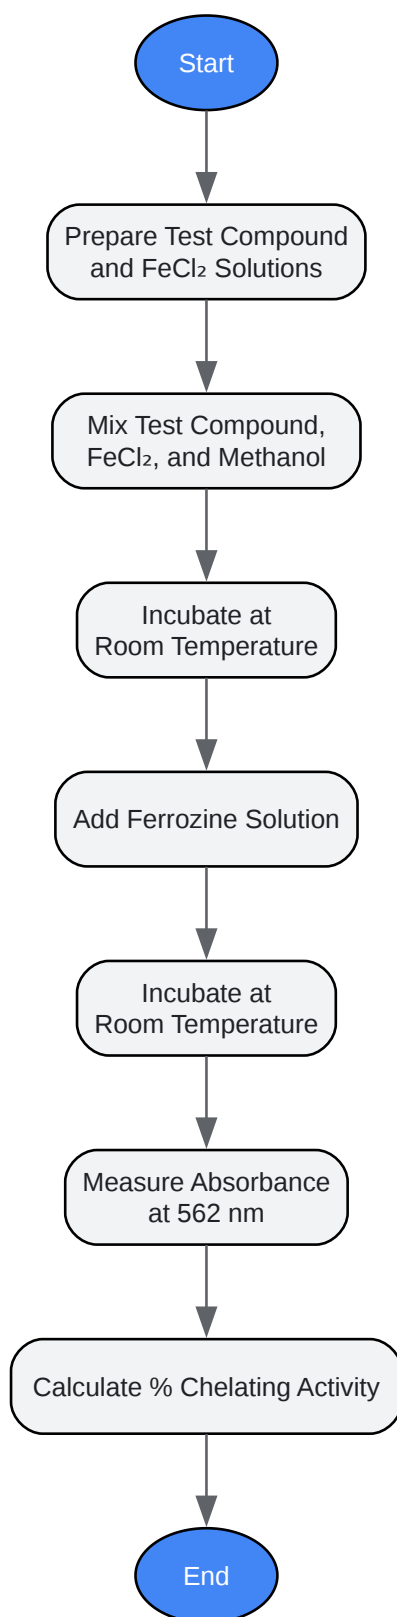 Start
Prepare Test Compound
and FeCl₂ Solutions
Mix Test Compound,
FeCl₂, and Methanol
Incubate at
Room Temperature
Add Ferrozine Solution
Incubate at
Room Temperature
Measure Absorbance
at 562 nm
Calculate % Chelating Activity
End